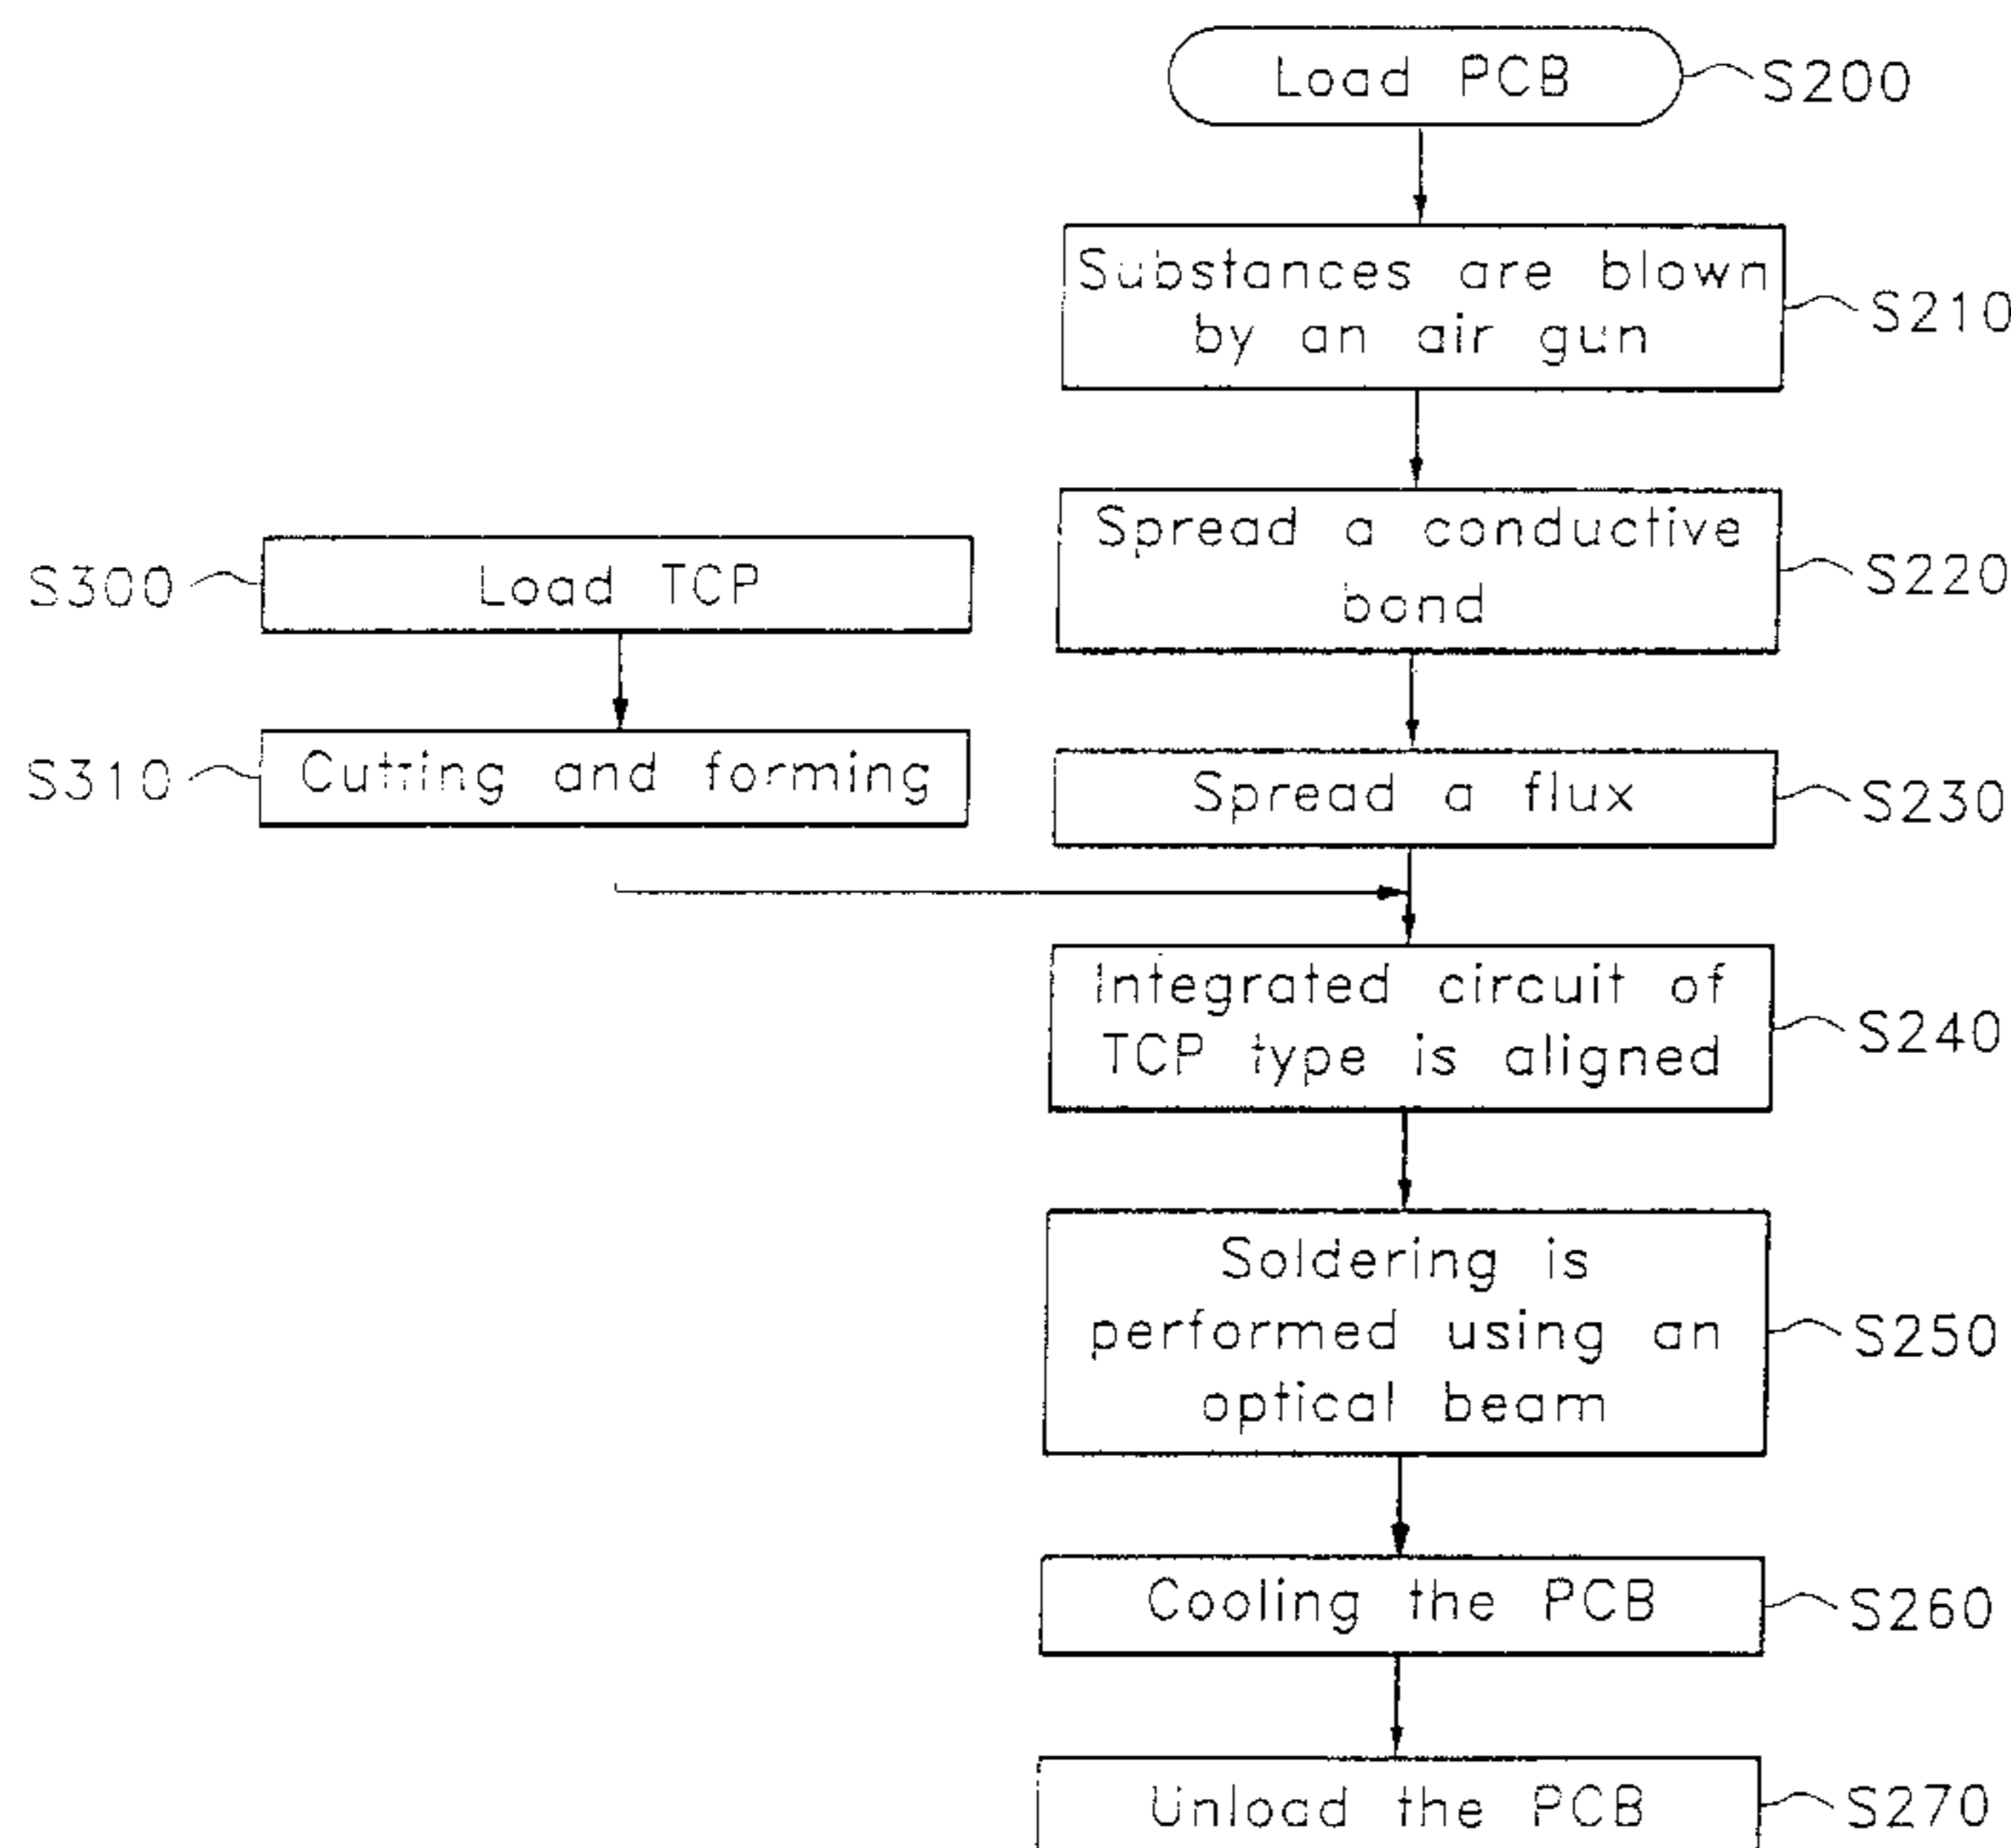 Load PCB
S200
Substances are blown
by an air gun
S210
Spread a conductive
bond
S220
S300
Load TCP
S310
Cutting and forming
Spread a flux
S230
Integrated circuit of
TCP type is aligned
S240
Soldering is
performed using an
optical beam
S250
Cooling the PCB
S260
Unload the PCB
S270